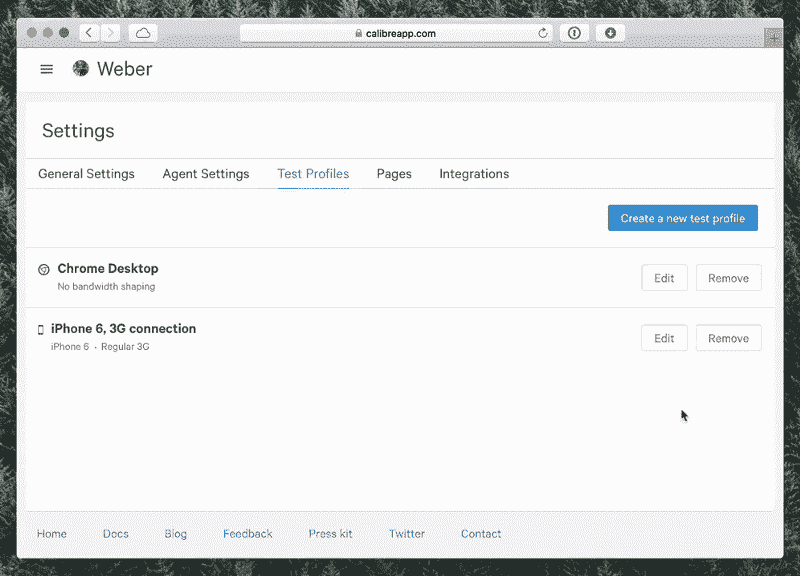 calibreapp.com
Weber
Settings
General Settings Agent Settings Test Profiles Pages Integrations
Create a new test profile
Chrome Desktop
No bandwidth shaping
Edit Remove
iPhone 6, 3G connection
iPhone 6 · Regular 3G
Edit Remove
Home Docs Blog Feedback Press kit Twitter Contact